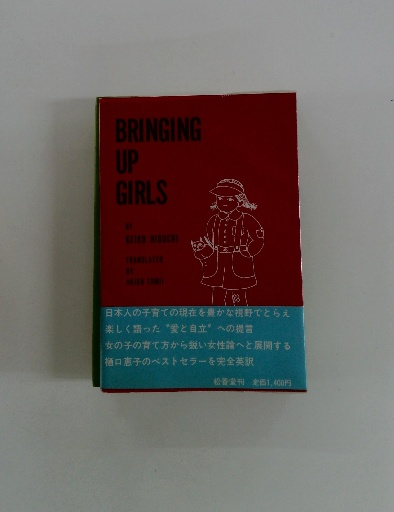 BRINGING
UP
GIRLS
BY
KEIKO HIGUCHI
TRANSLATED
BY
日本人の子育ての現在を豊かな視野でとらえ
楽しく語った“愛と自立”への提言
女の子の育て方から鋭い女性論へと展開する
樋口恵子のベストセラーを完全英訳
松香堂刊 定価1,400円